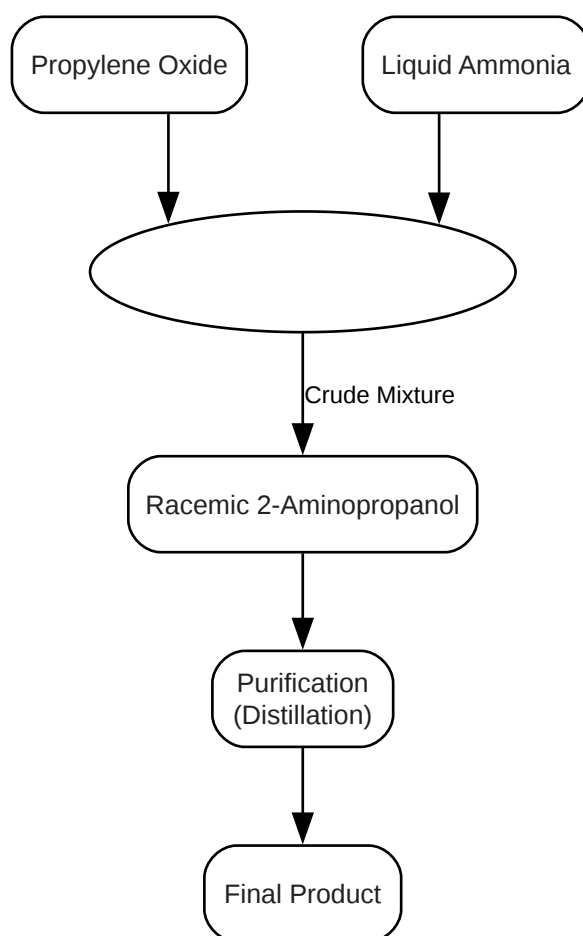 Propylene Oxide
Liquid Ammonia
Crude Mixture
Racemic 2-Aminopropanol
Purification
(Distillation)
Final Product